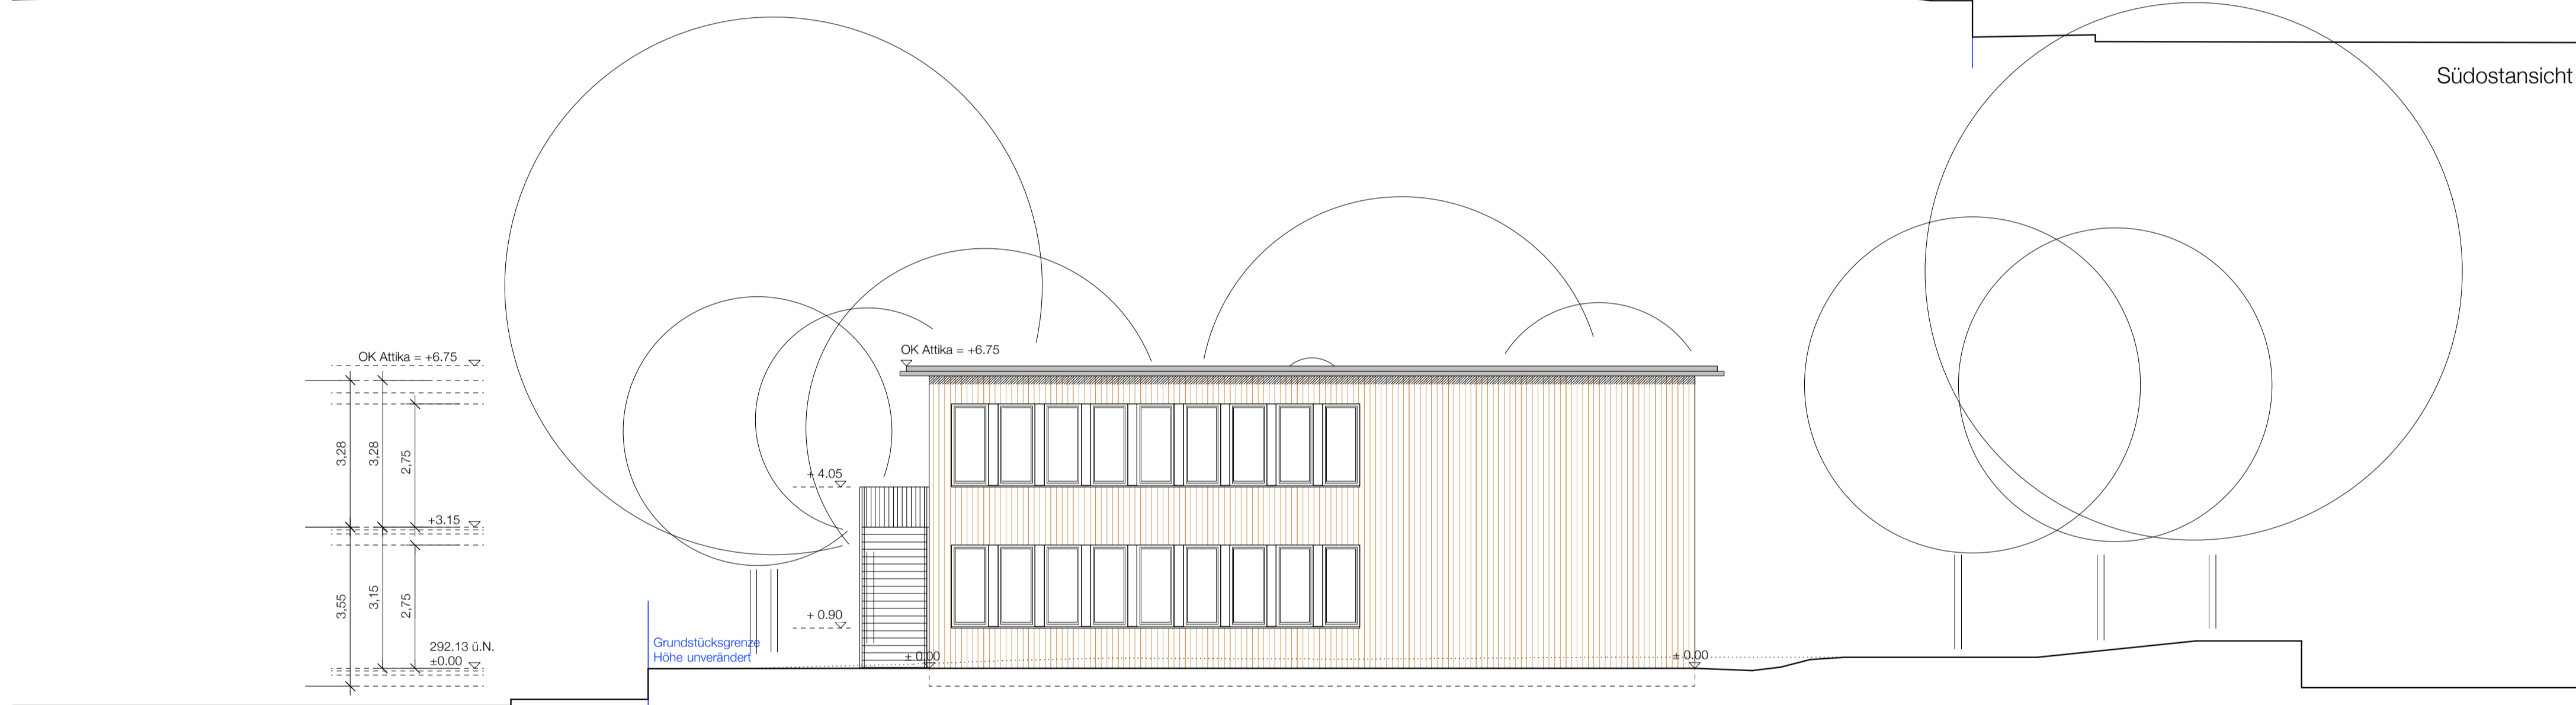 Südostansicht
OK Attika = +6.75
OK Attika = +6.75
3,28
3,28
2,75
+ 4.05
+3.15
3,55
3,15
2,75
+ 0.90
292.13 ü.N.
±0.00
Grundstücksgrenze
Höhe unverändert
± 0.00
± 0.00